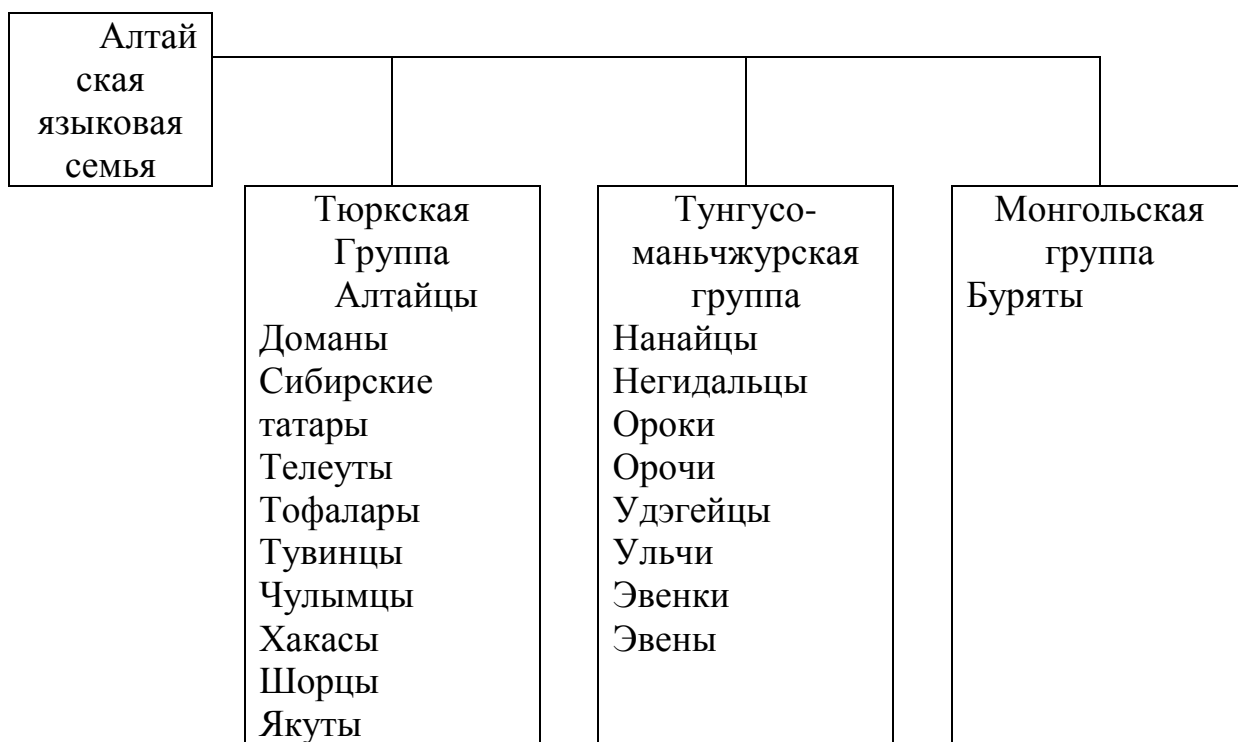 Алтай
ская
языковая
семья
Тюркская
Группа
Алтайцы
Доманы
Сибирские
татары
Телеуты
Тофалары
Тувинцы
Чулымцы
Хакасы
Шорцы
Якуты
Тунгусо-
маньчжурская
группа
Нанайцы
Негидальцы
Ороки
Орочи
Удэгейцы
Ульчи
Эвенки
Эвены
Монгольская
группа
Буряты